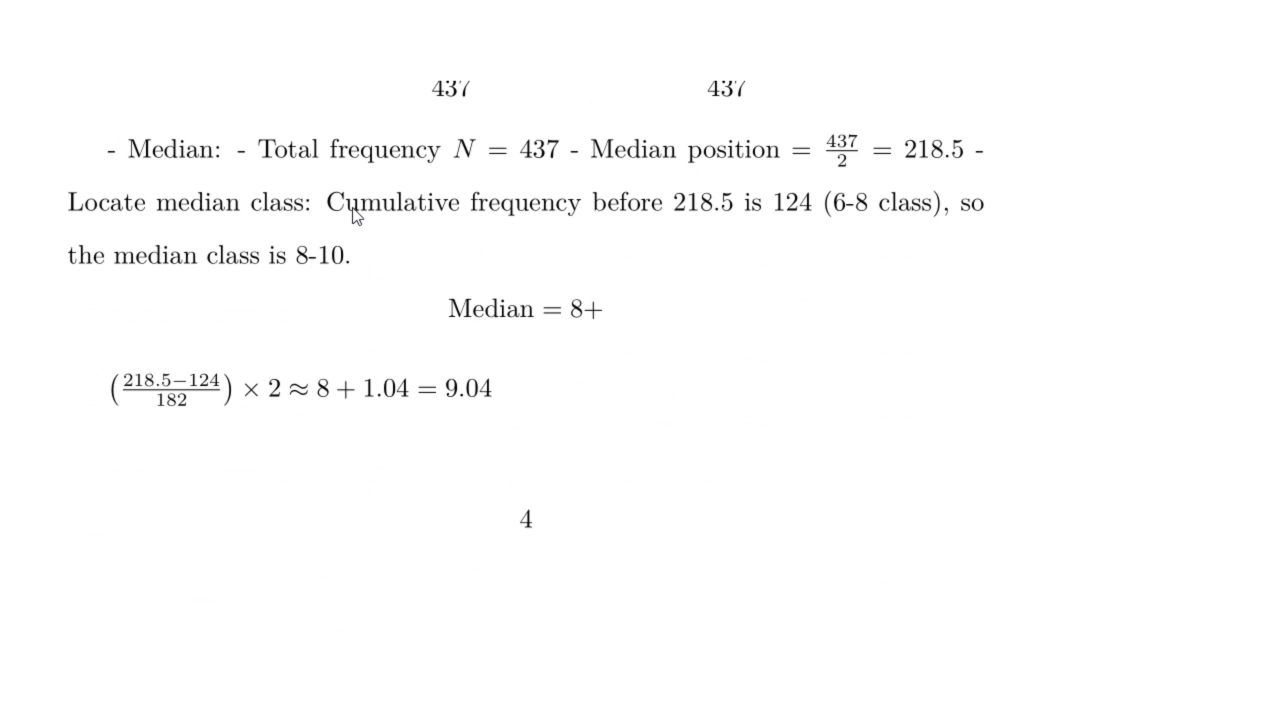 437 437
- Median: - Total frequency N = 437 - Median position = 437/2 = 218.5 -
Locate median class: Cumulative frequency before 218.5 is 124 (6-8 class), so
the median class is 8-10.
Median = 8+
(218.5−124/182) × 2 ≈ 8 + 1.04 = 9.04
4